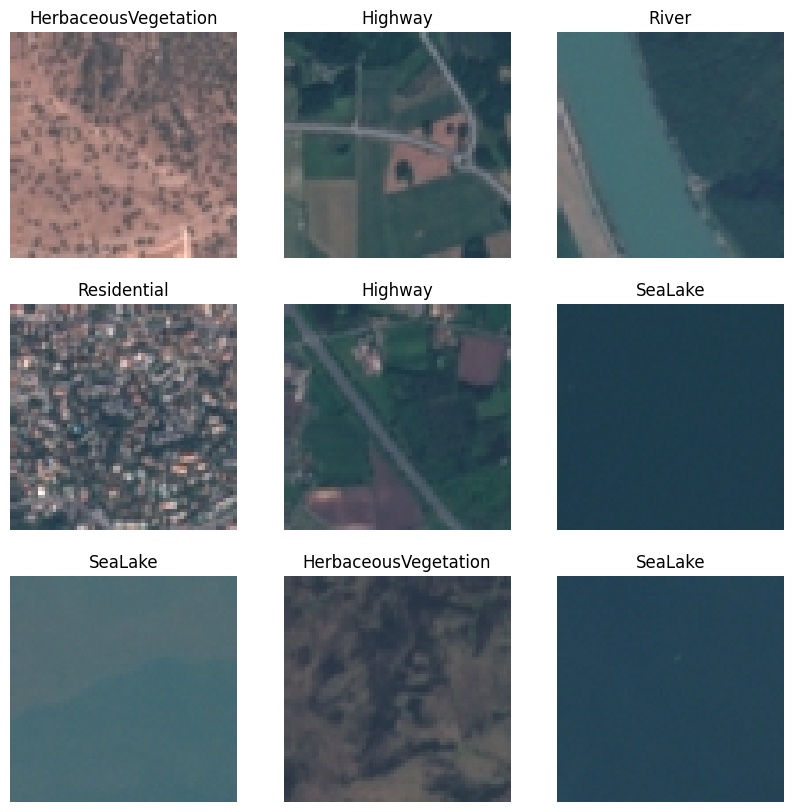 HerbaceousVegetation
Highway
River
Residential
Highway
SeaLake
SeaLake
HerbaceousVegetation
SeaLake